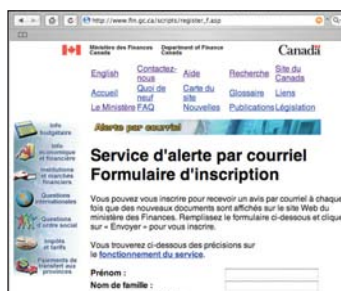 http://www.fin.gc.ca/scripts/register_f.asp
Ministère des Finances Department of Finance
Canada Canada
Canada
English Contactez-nous Aide Recherche Site du Canada
Accueil Quoi de neuf Carte du site Glossaire Liens
Le Ministère FAQ Nouvelles Publications Législation
Alerte par courriel
Info budgétaire
Info économique et financière
Institutions et marchés financiers
Questions internationales
Questions d'ordre social
Impôts et tarifs
Paiements de transfert aux provinces
Service d'alerte par courriel
Formulaire d'inscription
Vous pouvez vous inscrire pour recevoir un avis par courriel à chaque
fois que des nouveaux documents sont affichés sur le site Web du
ministère des Finances. Remplissez le formulaire ci-dessous et clique
sur « Envoyer » pour vous inscrire.
Vous trouverez ci-dessous des précisions sur
le fonctionnement du service.
Prénom :
Nom de famille :